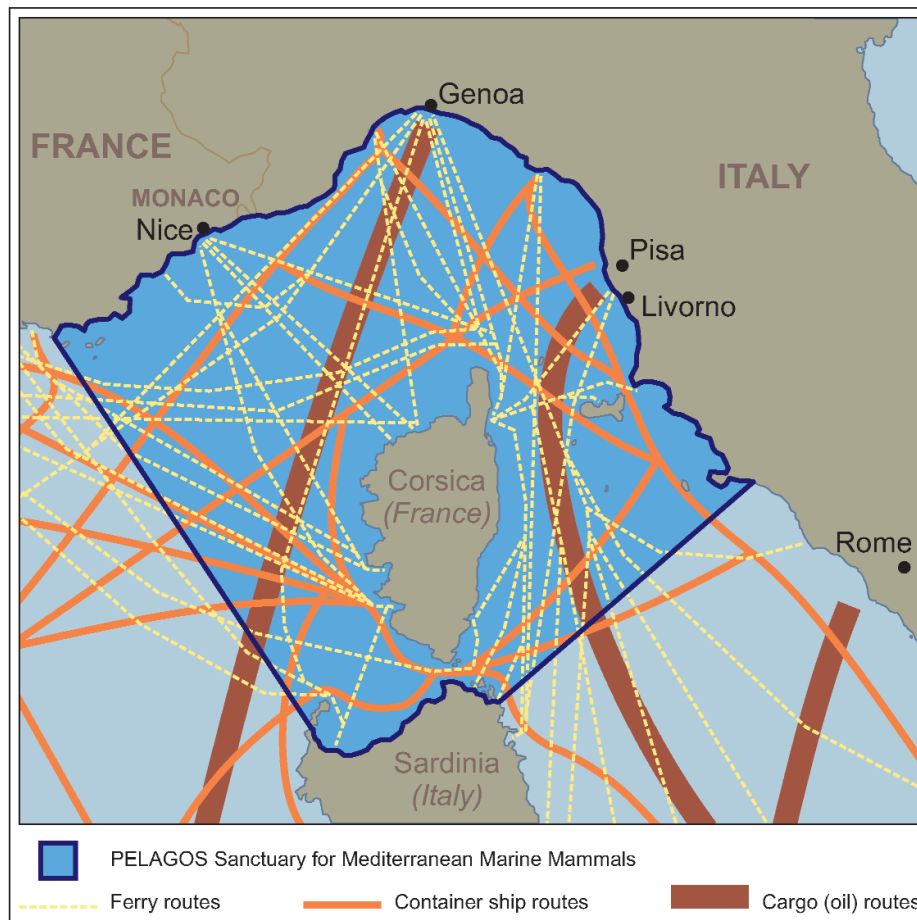 Genoa
FRANCE
ITALY
MONACO
Nice
Pisa
Livorno
Corsica
(France)
Rome
Sardinia
(Italy)
PELAGOS Sanctuary for Mediterranean Marine Mammals
Ferry routes
Container ship routes
Cargo (oil) routes